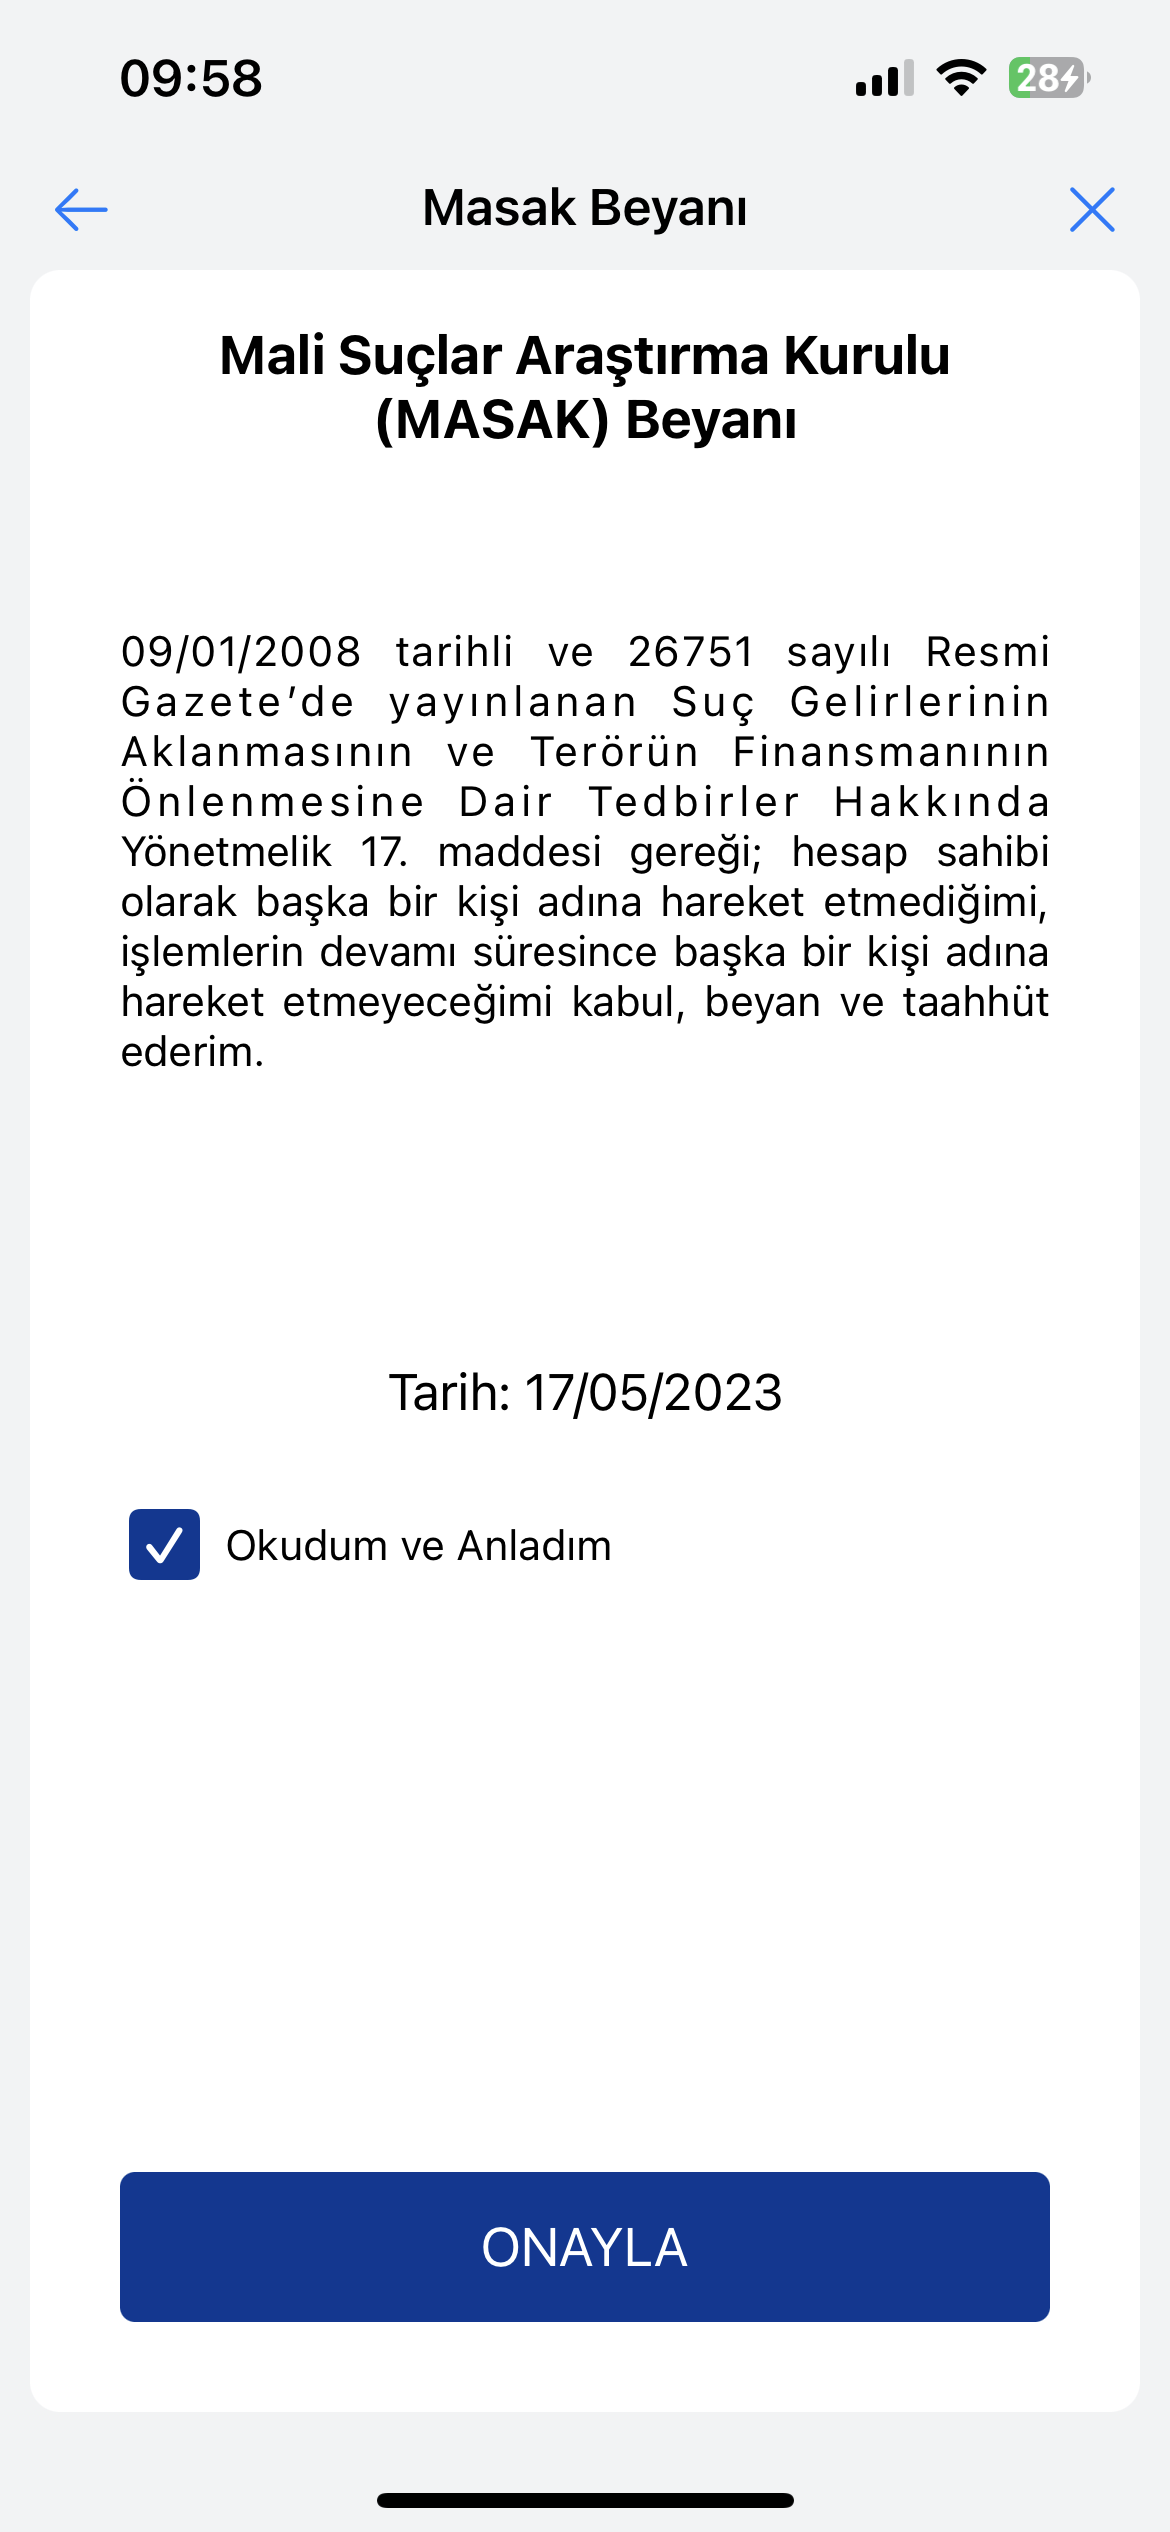 09:58
28
Masak Beyanı
Mali Suçlar Araştırma Kurulu
(MASAK) Beyanı
09/01/2008 tarihli ve 26751 sayılı Resmi
Gazete’de yayınlanan Suç Gelirlerinin
Aklanmasının ve Terörün Finansmanının
Önlenmesine Dair Tedbirler Hakkında
Yönetmelik 17. maddesi gereği; hesap sahibi
olarak başka bir kişi adına hareket etmediğimi,
işlemlerin devamı süresince başka bir kişi adına
hareket etmeyeceğimi kabul, beyan ve taahhüt
ederim.
Tarih: 17/05/2023
Okudum ve Anladım
ONAYLA